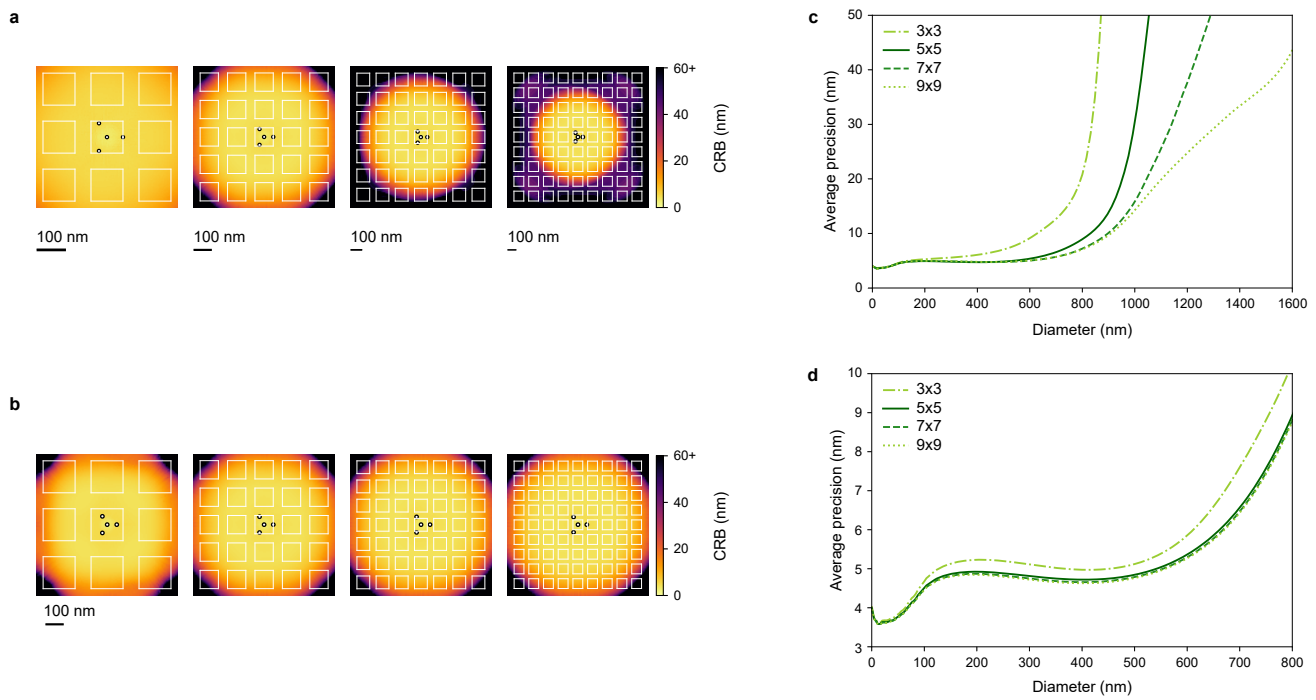 a
60+
40
20
0
CRB (nm)
100 nm
100 nm
100 nm
100 nm
b
60+
40
20
0
CRB (nm)
100 nm
c
50
40
30
20
10
0
Average precision (nm)
3x3
5x5
7x7
9x9
0 200 400 600 800 1000 1200 1400 1600
Diameter (nm)
d
10
9
8
7
6
5
4
3
Average precision (nm)
3x3
5x5
7x7
9x9
0 100 200 300 400 500 600 700 800
Diameter (nm)